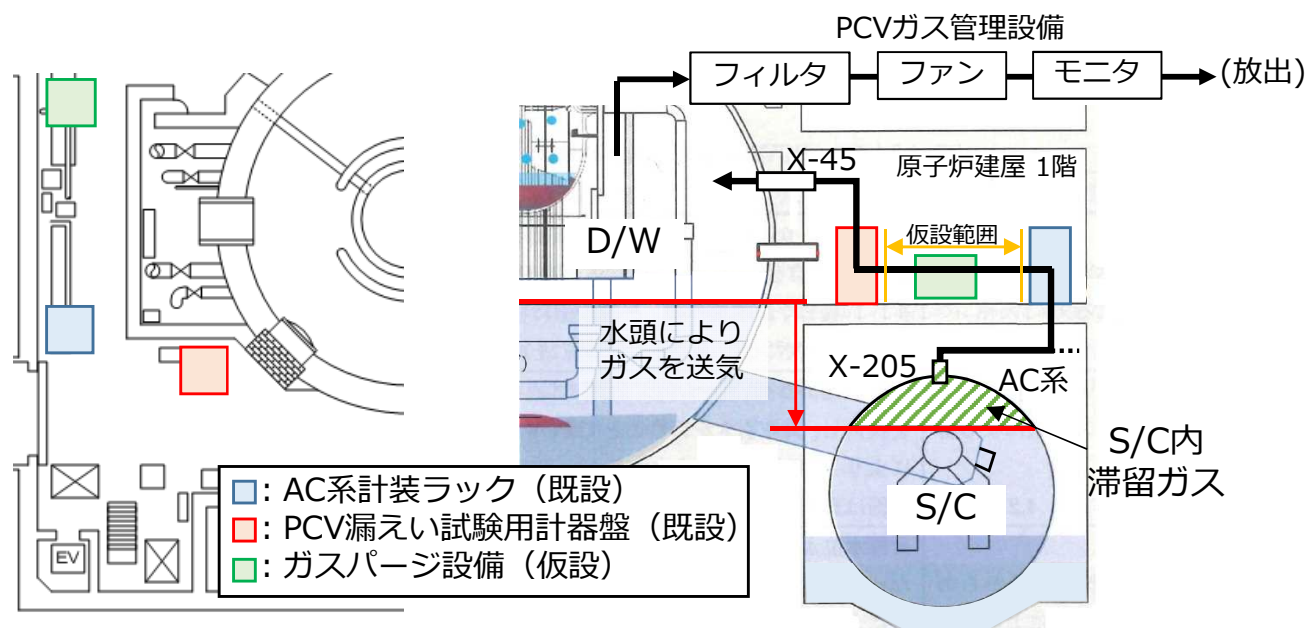 PCVガス管理設備
フィルタ
ファン
モニタ
(放出)
X-45
原子炉建屋 1階
D/W
仮設範囲
水頭により
ガスを送気
X-205
AC系
S/C内
滞留ガス
S/C
: AC系計装ラック（既設）
: PCV漏えい試験用計器盤（既設）
: ガスパージ設備（仮設）
EV